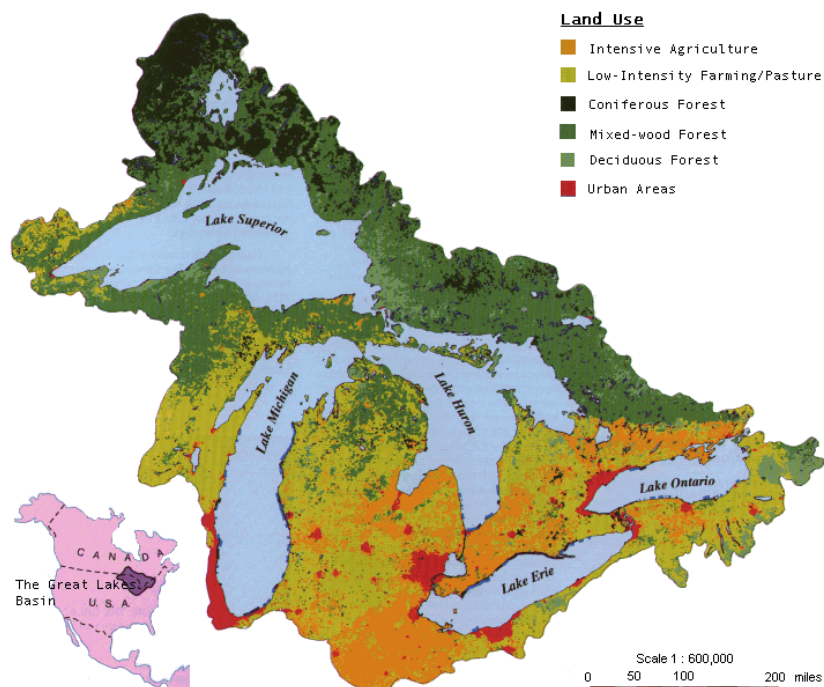 Land Use
Intensive Agriculture
Low-Intensity Farming/Pasture
Coniferous Forest
Mixed-wood Forest
Deciduous Forest
Urban Areas
Lake Superior
Lake Michigan
Lake Huron
Lake Ontario
Lake Erie
CANADA
The Great Lakes
Basin
U.S.A.
Scale 1 : 600,000
0 50 100 200 miles